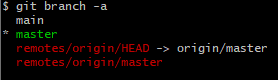 $ git branch -a
  main
* master
  remotes/origin/HEAD -> origin/master
  remotes/origin/master